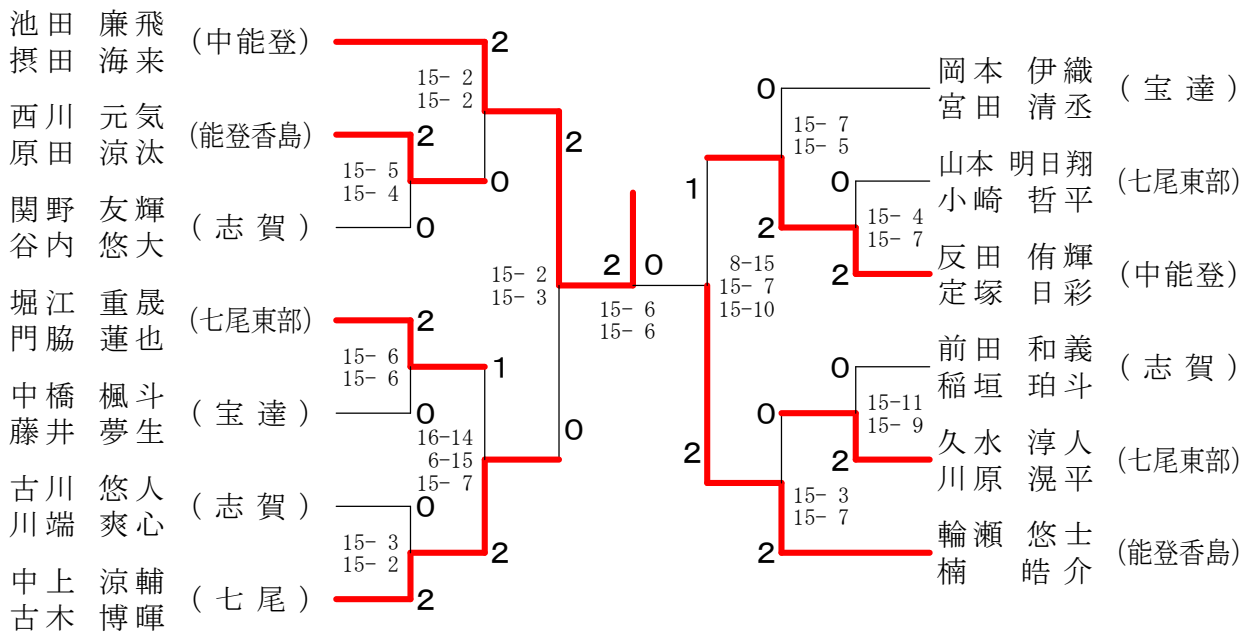 池田 廉飛
摂田 海来
(中能登)
2
15- 2
15- 2
西川 元気
原田 涼汰
(能登香島)
2
15- 5
15- 4
0
関野 友輝
谷内 悠大
(志賀)
0
2
15- 2
15- 3
堀江 重晟
門脇 蓮也
(七尾東部)
2
15- 6
15- 6
1
中橋 楓斗
藤井 夢生
(宝達)
0
16-14
6-15
15- 7
0
古川 悠人
川端 爽心
(志賀)
0
15- 3
15- 2
2
中上 涼輔
古木 博暉
(七尾)
2
2
0
15- 6
15- 6
岡本 伊織
宮田 清丞
(宝達)
0
15- 7
15- 5
山本 明日翔
小崎 哲平
(七尾東部)
0
15- 4
15- 7
2
反田 侑輝
定塚 日彩
(中能登)
2
1
8-15
15- 7
15-10
前田 和義
稲垣 珀斗
(志賀)
0
15-11
15- 9
0
久水 淳人
川原 滉平
(七尾東部)
2
2
15- 3
15- 7
輪瀬 悠士
楠 皓介
(能登香島)
2